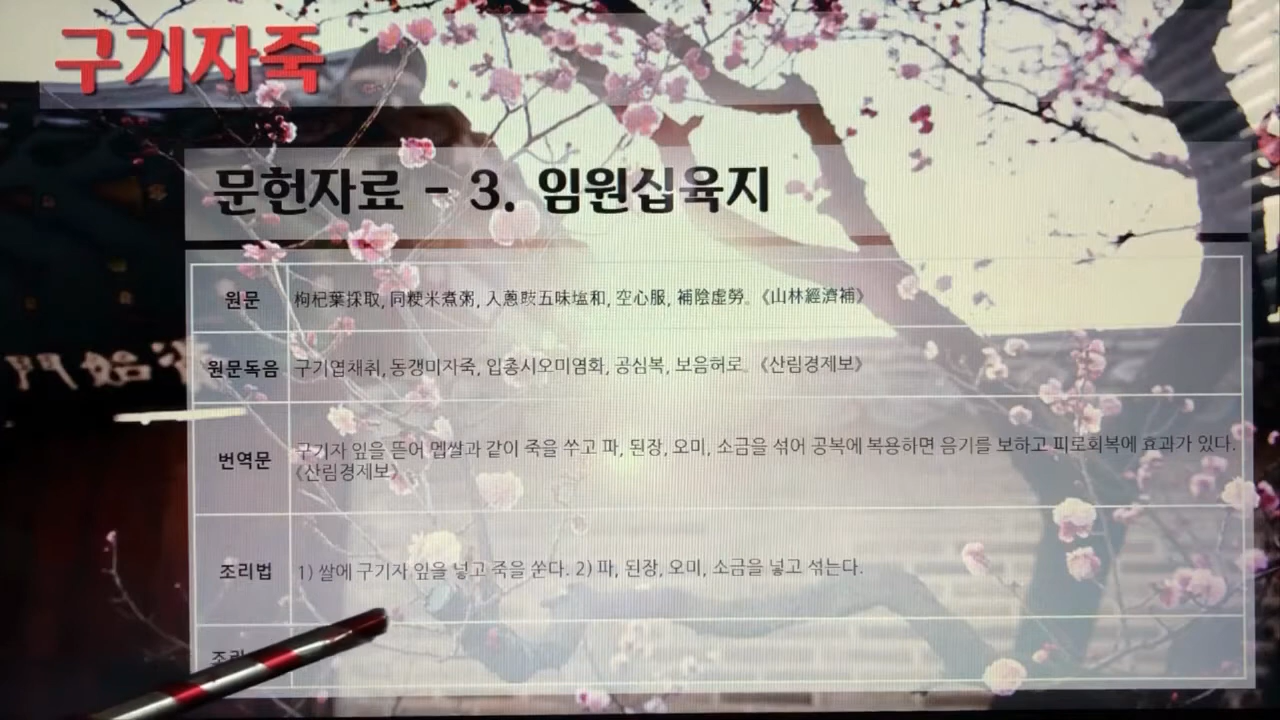 구기자죽
문헌자료 - 3. 임원십육지
원문
枸杞葉採取, 同粳米煮粥, 入蔥豉五味塩和, 空心服, 補陰虛勞. 《山林經濟補》
원문독음
구기엽채취, 동갱미자죽, 입총시오미염화, 공심복, 보음허로. 《산림경제보》
번역문
구기자 잎을 뜯어 멥쌀과 같이 죽을 쑤고 파, 된장, 오미, 소금을 섞어 공복에 복용하면 음기를 보하고 피로회복에 효과가 있다.
《산림경제보》
조리법
1) 쌀에 구기자 잎을 넣고 죽을 쑨다. 2) 파, 된장, 오미, 소금을 넣고 섞는다.
門始